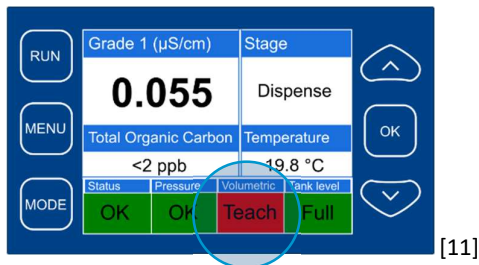 RUN
MENU
MODE
Grade 1 (µS/cm)
Stage
0.055
Dispense
Total Organic Carbon
Temperature
<2 ppb
19.8 °C
Status
Pressure
Volumetric
Tank level
OK
OK
Teach
Full
OK
[11]